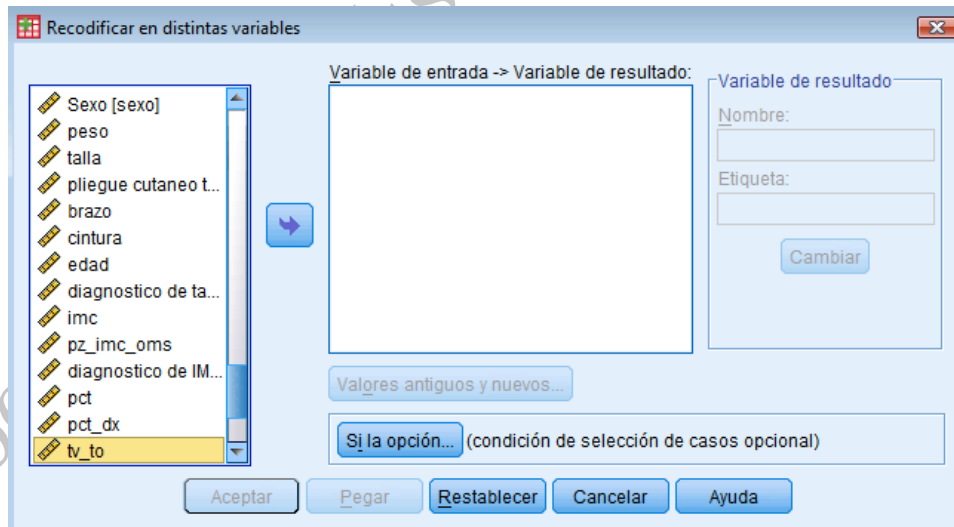 Recodificar en distintas variables
Variable de entrada -> Variable de resultado:
Sexo [sexo]
peso
talla
pliegue cutaneo t...
brazo
cintura
edad
diagnostico de ta...
imc
pz_imc_oms
diagnostico de IM...
pct
pct_dx
tv_to
Variable de resultado
Nombre:
Etiqueta:
Cambiar
Valores antiguos y nuevos...
Si la opción... (condición de selección de casos opcional)
Aceptar Pegar Restablecer Cancelar Ayuda